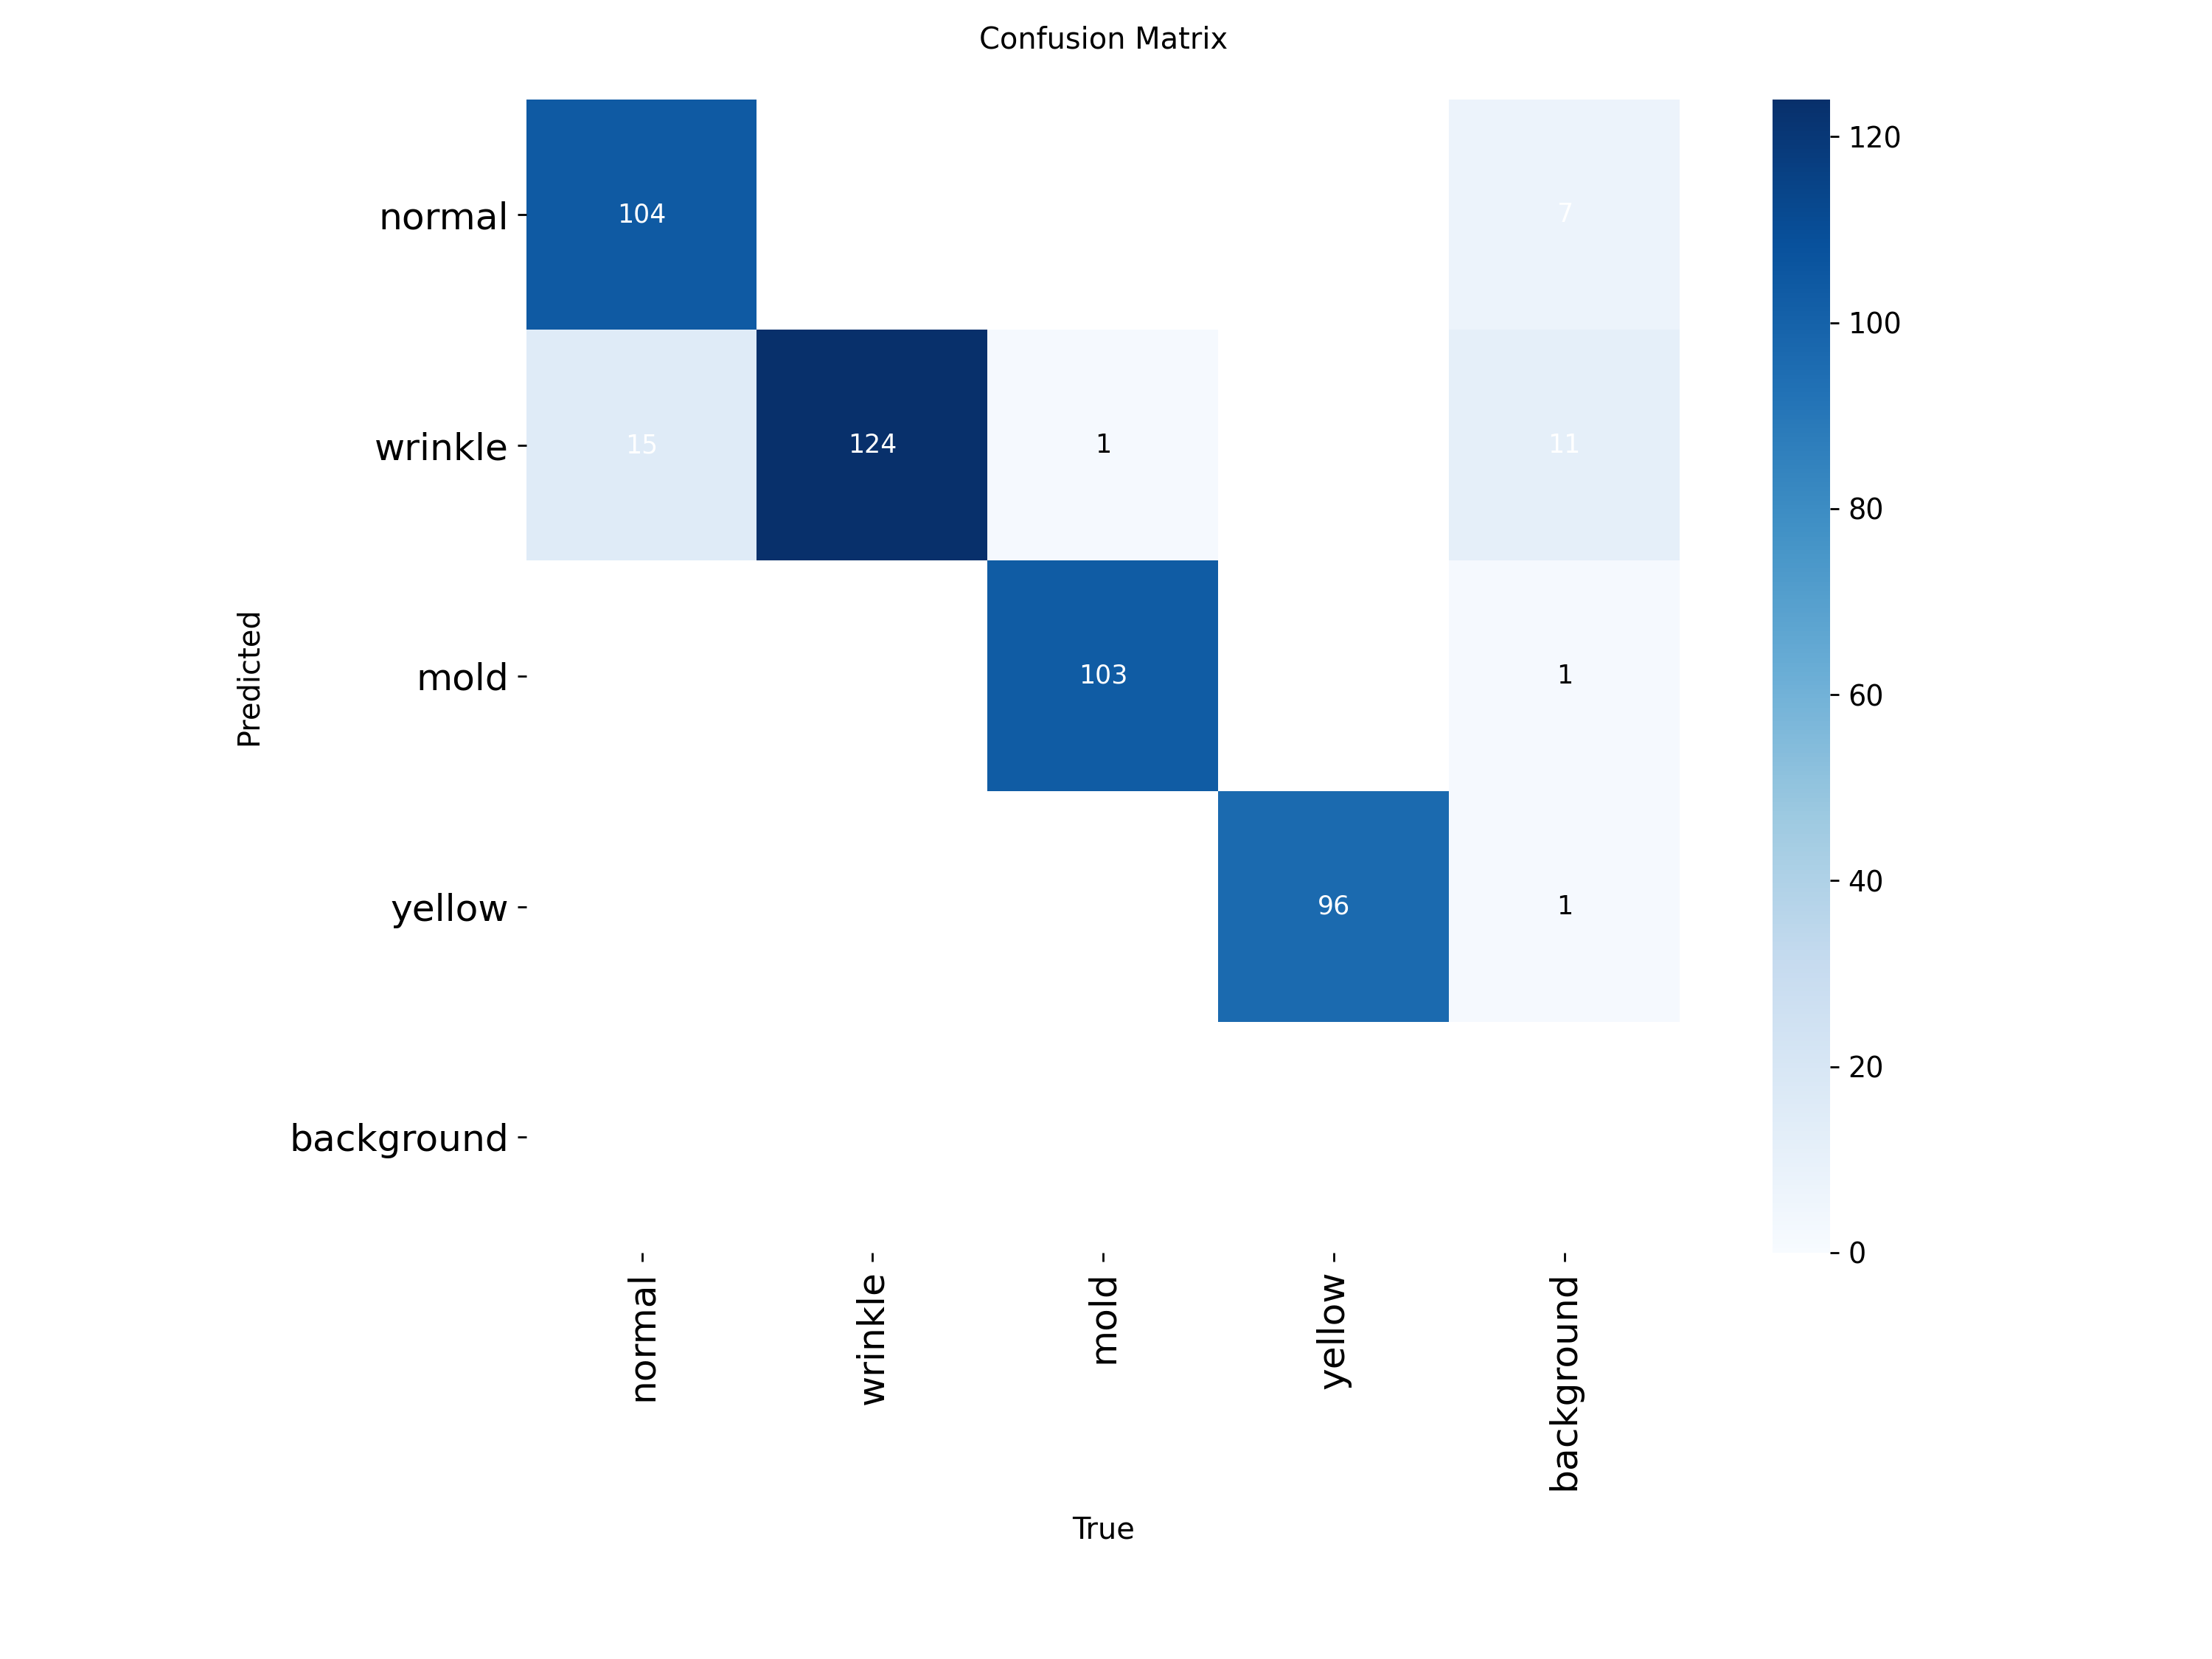 Confusion Matrix
normal
104
7
wrinkle
15
124
1
11
mold
103
1
yellow
96
1
background
Predicted
normal
wrinkle
mold
yellow
background
True
120
100
80
60
40
20
0